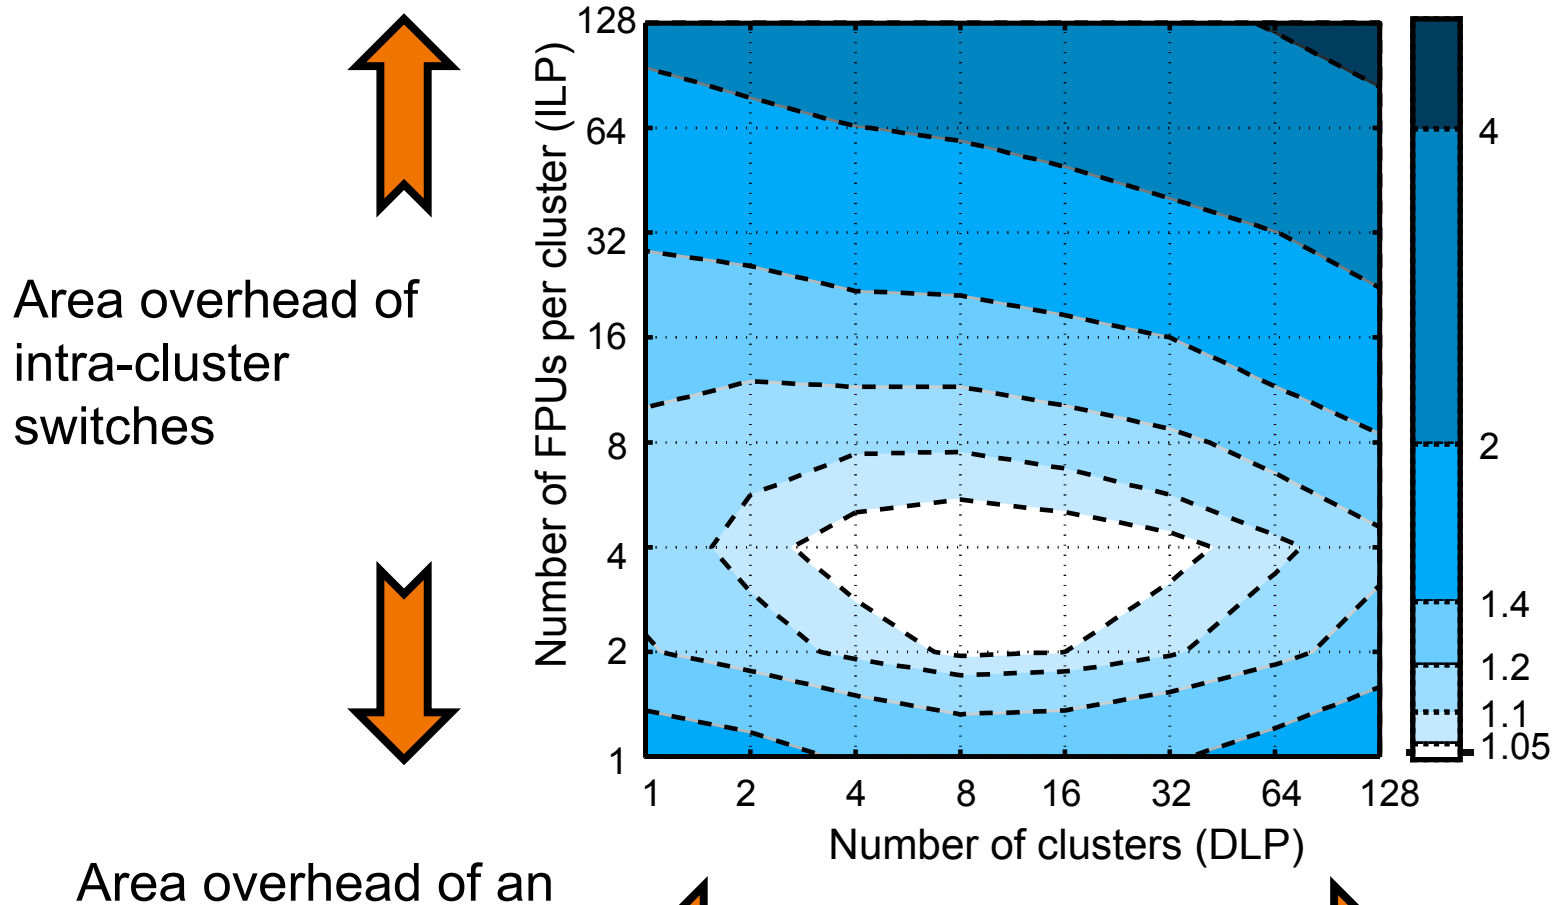 128
64
32
16
8
4
2
1
Number of FPUs per cluster (ILP)
1 2 4 8 16 32 64 128
Number of clusters (DLP)
4
2
1.4
1.2
1.1
1.05
Area overhead of
intra-cluster
switches
Area overhead of an